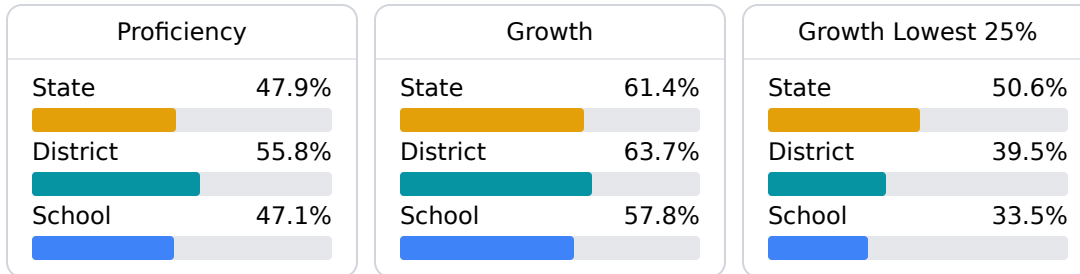 Proficiency
State 47.9%
District 55.8%
School 47.1%
Growth
State 61.4%
District 63.7%
School 57.8%
Growth Lowest 25%
State 50.6%
District 39.5%
School 33.5%